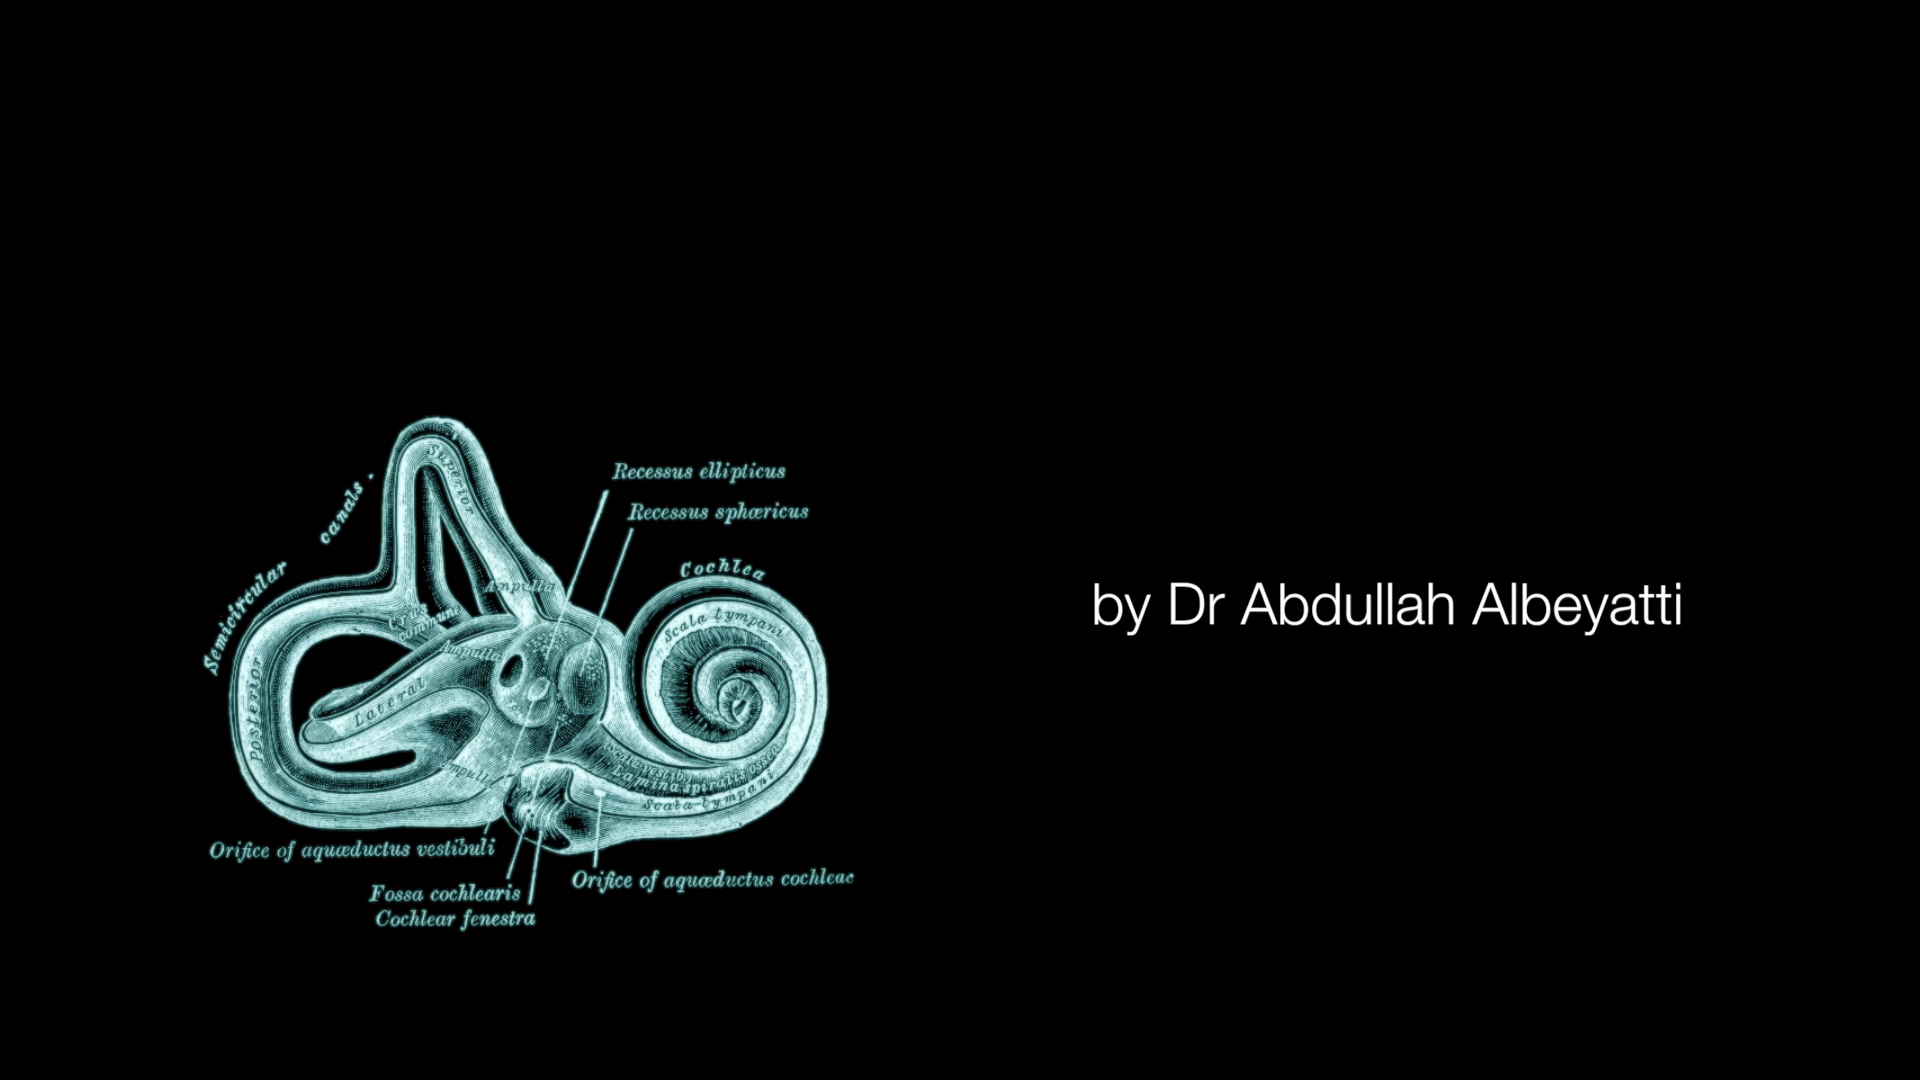 Superior
canals.
Semicircular
Recessus ellipticus
Recessus sphæricus
Cochlea
Ampulla
Crus
commune
Scala tympani
Ampulla
Posterior
Lateral
Scala vestib
Lamina spiralis ossea
Ampulla
Scala tympani
Orifice of aquæductus vestibuli
Orifice of aquæductus cochleae
Fossa cochlearis
Cochlear fenestra
by Dr Abdullah Albeyatti